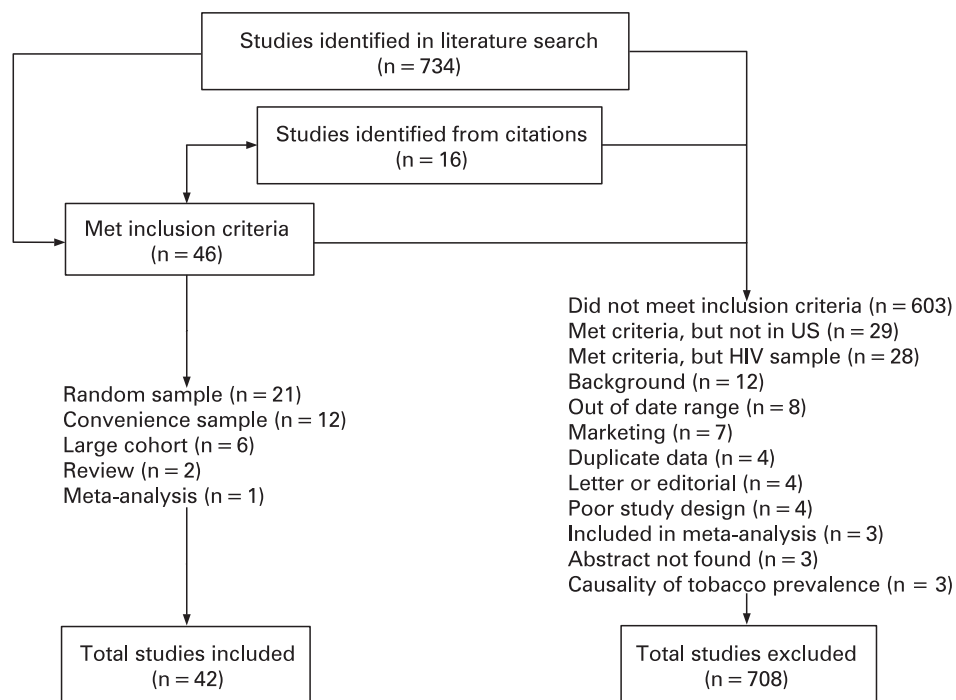 Studies identified in literature search
(n = 734)
Studies identified from citations
(n = 16)
Met inclusion criteria
(n = 46)
Random sample (n = 21)
Convenience sample (n = 12)
Large cohort (n = 6)
Review (n = 2)
Meta-analysis (n = 1)
Did not meet inclusion criteria (n = 603)
Met criteria, but not in US (n = 29)
Met criteria, but HIV sample (n = 28)
Background (n = 12)
Out of date range (n = 8)
Marketing (n = 7)
Duplicate data (n = 4)
Letter or editorial (n = 4)
Poor study design (n = 4)
Included in meta-analysis (n = 3)
Abstract not found (n = 3)
Causality of tobacco prevalence (n = 3)
Total studies included
(n = 42)
Total studies excluded
(n = 708)